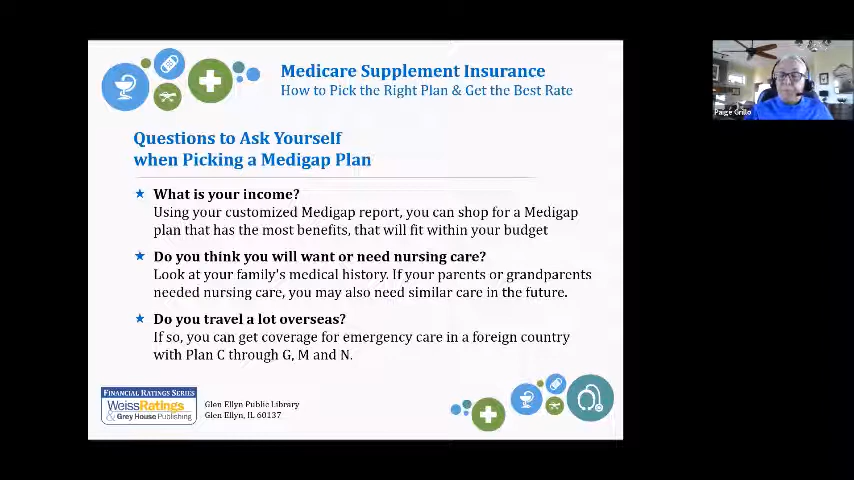 Medicare Supplement Insurance
How to Pick the Right Plan & Get the Best Rate
Questions to Ask Yourself
when Picking a Medigap Plan
What is your income?
Using your customized Medigap report, you can shop for a Medigap
plan that has the most benefits, that will fit within your budget
Do you think you will want or need nursing care?
Look at your family's medical history. If your parents or grandparents
needed nursing care, you may also need similar care in the future.
Do you travel a lot overseas?
If so, you can get coverage for emergency care in a foreign country
with Plan C through G, M and N.
FINANCIAL RATINGS SERIES
WeissRatings
& Grey House Publishing
Glen Ellyn Public Library
Glen Ellyn, IL 60137
Paige Grillo